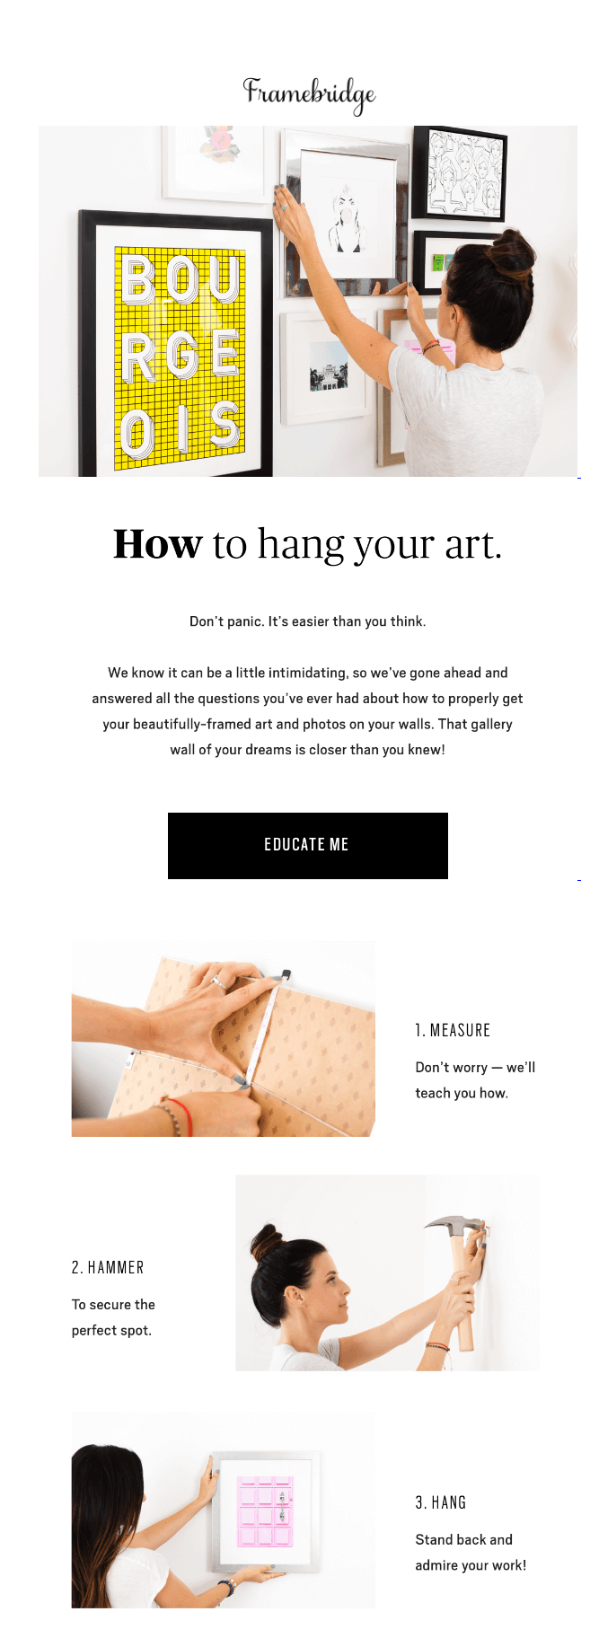 Framebridge
BOU
RGE
OIS
How to hang your art.
Don't panic. It's easier than you think.
We know it can be a little intimidating, so we've gone ahead and
answered all the questions you've ever had about how to properly get
your beautifully-framed art and photos on your walls. That gallery
wall of your dreams is closer than you knew!
EDUCATE ME
1. MEASURE
Don't worry — we'll
teach you how.
2. HAMMER
To secure the
perfect spot.
3. HANG
Stand back and
admire your work!